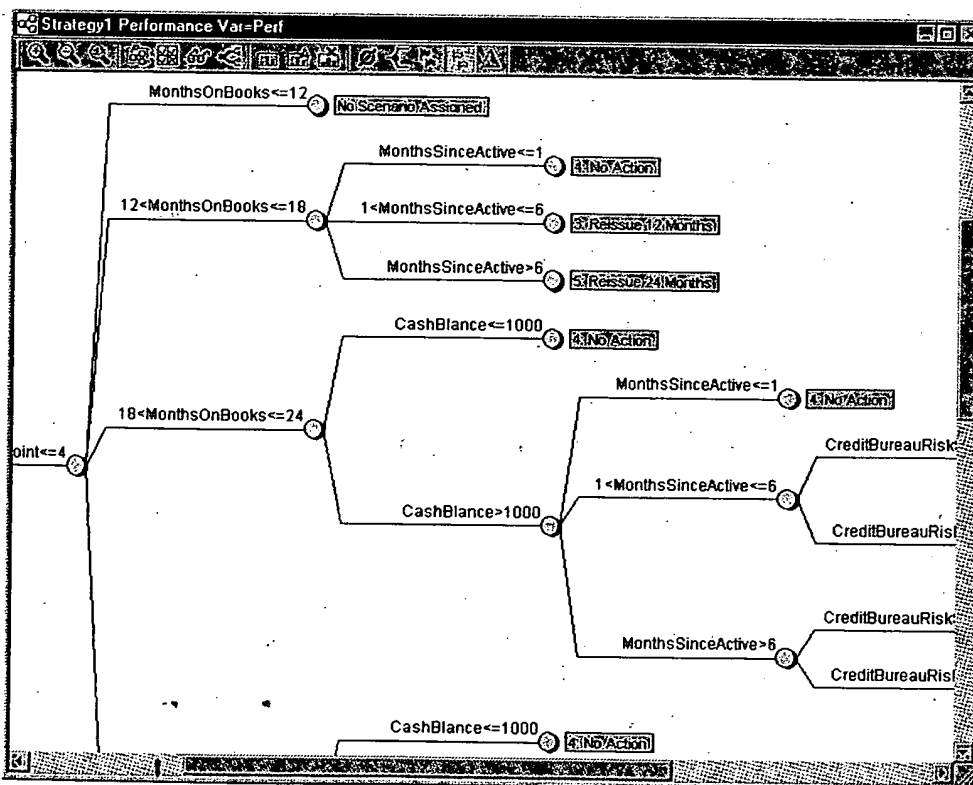 Strategy1 Performance Var=Perf
MonthsOnBooks<=12
No Scenario Assigned
MonthsSinceActive<=1
4: No Action
12<MonthsOnBooks<=18
1<MonthsSinceActive<=6
3: Reissue 12 Months
MonthsSinceActive>6
5: Reissue 24 Months
CashBlance<=1000
4: No Action
MonthsSinceActive<=1
4: No Action
18<MonthsOnBooks<=24
oint<=4
CreditBureauRisk
1<MonthsSinceActive<=6
CashBlance>1000
CreditBureauRis
CreditBureauRisk
MonthsSinceActive>6
CreditBureauRis
CashBlance<=1000
4: No Action